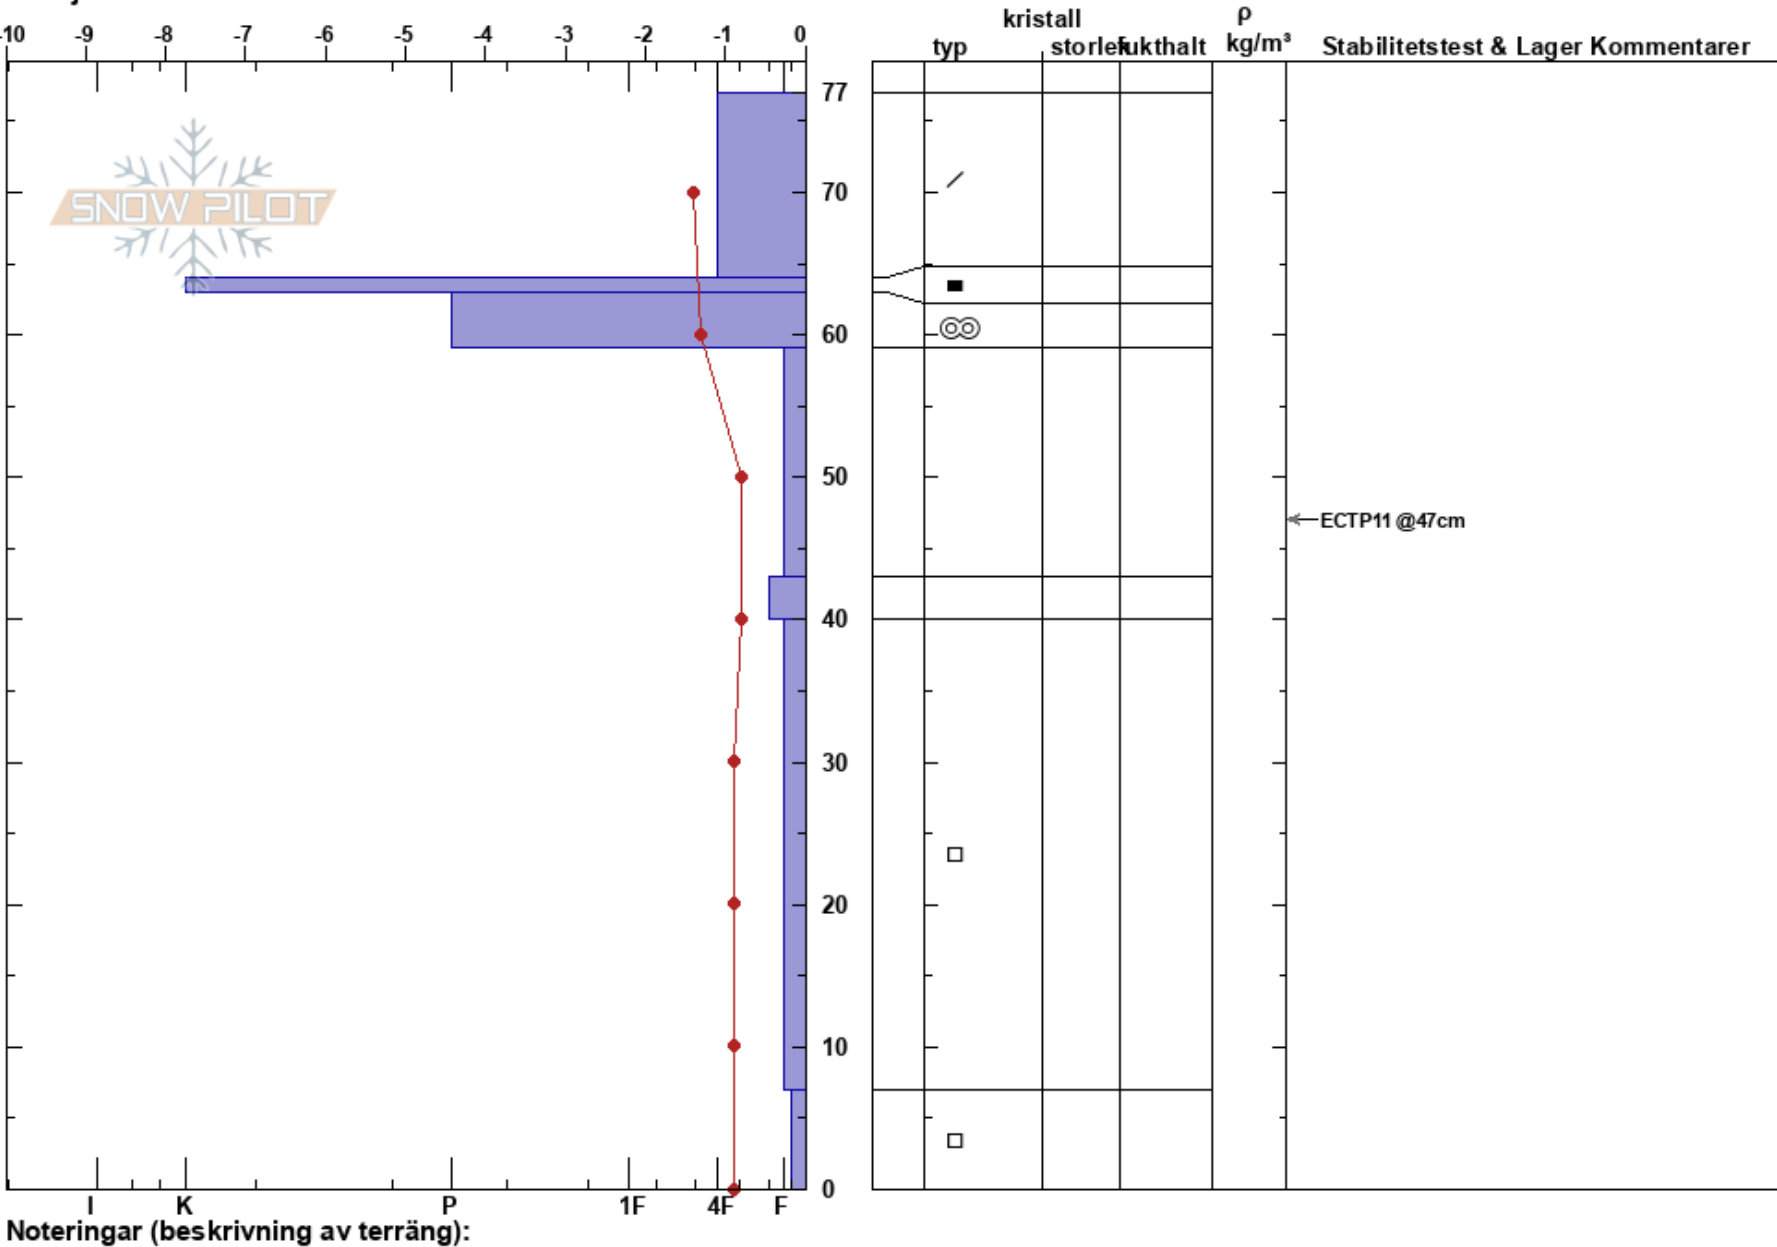 kristall ρ
-10 -9 -8 -7 -6 -5 -4 -3 -2 -1 0 typ storlek fukthalt kg/m³ Stabilitetstest & Lager Kommentarer
77
SNOW PILOT
70
60
50
ECTP11 @47cm
40
30
20
10
0
I K P 1F 4F F
Noteringar (beskrivning av terräng):